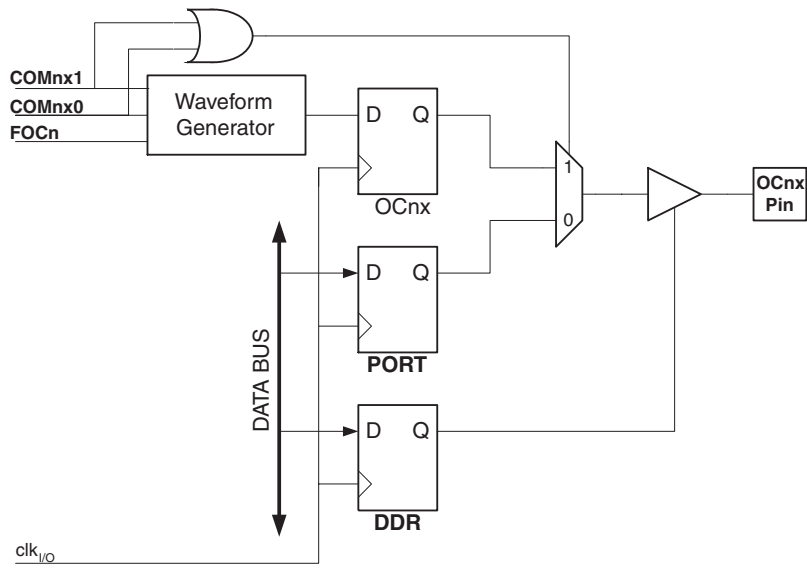 COMnx1
COMnx0
FOCn
Waveform
Generator
D Q
OCnx
1
0
OCnx
Pin
DATA BUS
D Q
PORT
D Q
DDR
clkI/O